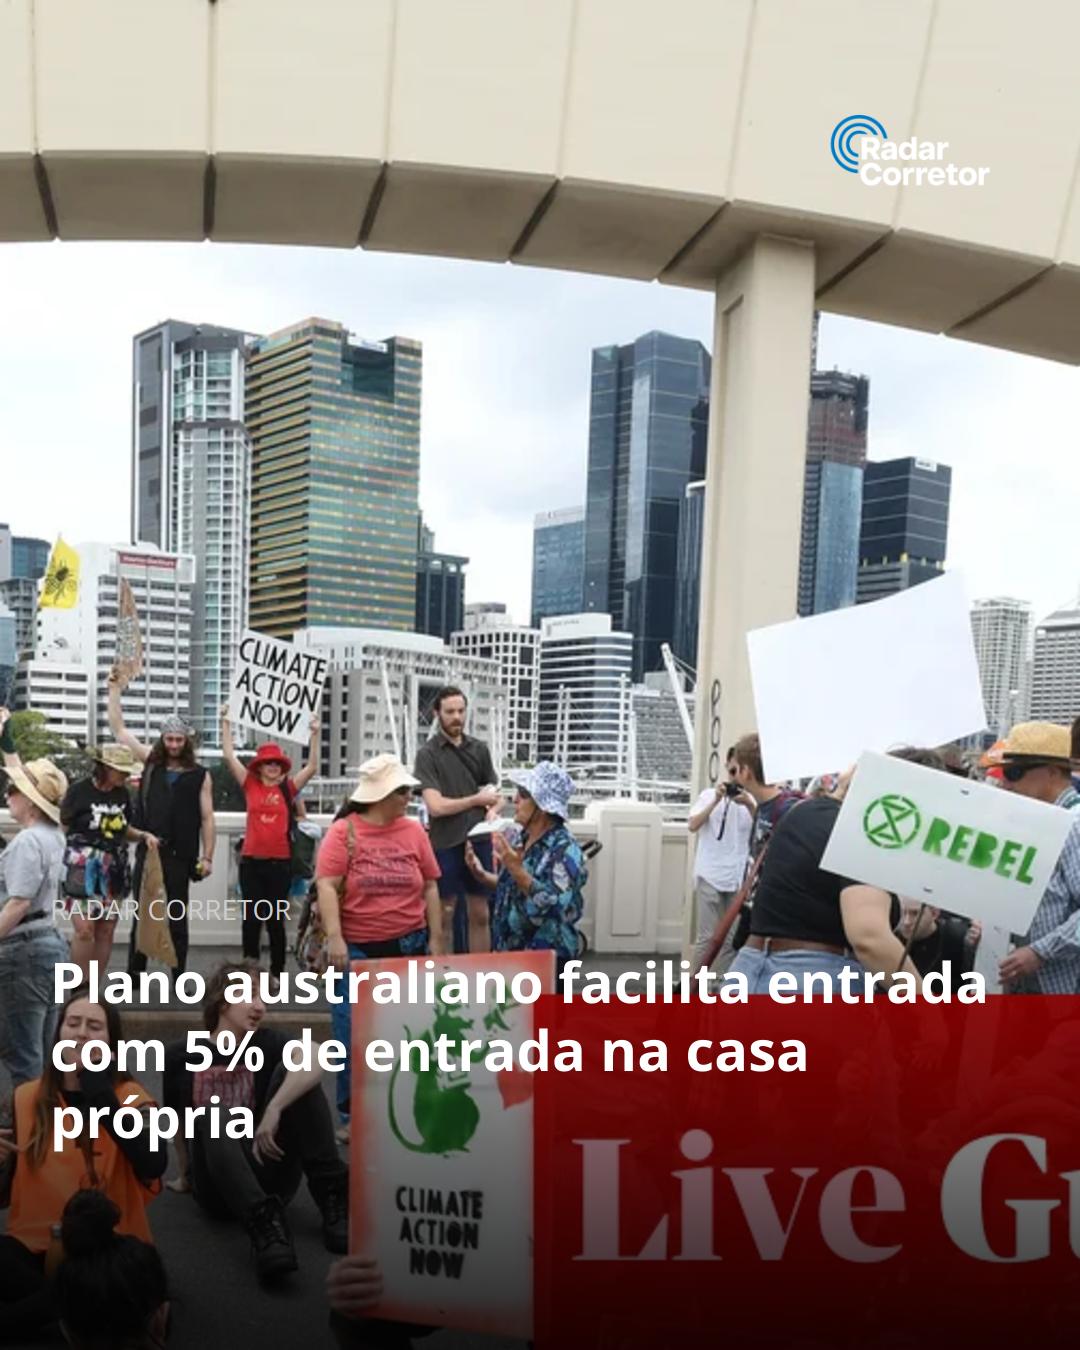 Radar
Corretor
CLIMATE
ACTION
NOW
REBEL
RADAR CORRETOR
Plano australiano facilita entrada
com 5% de entrada na casa
própria
Live
CLIMATE
ACTION
NOW